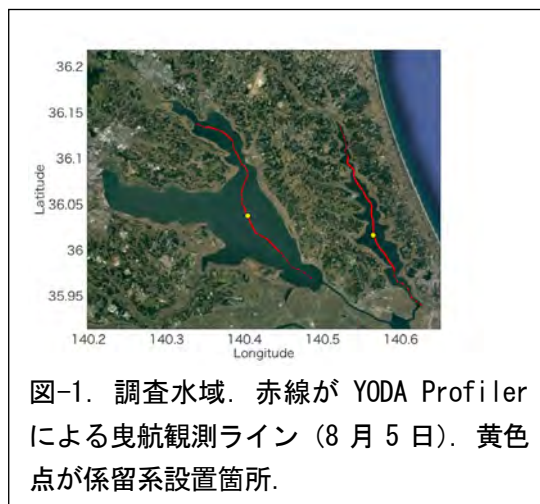 36.2
36.15
36.1
36.05
36
35.95
Latitude
140.2 140.3 140.4 140.5 140.6
Longitude
図-1. 調査水域. 赤線が YODA Profiler
による曳航観測ライン (8 月 5 日). 黄色
点が係留系設置箇所.